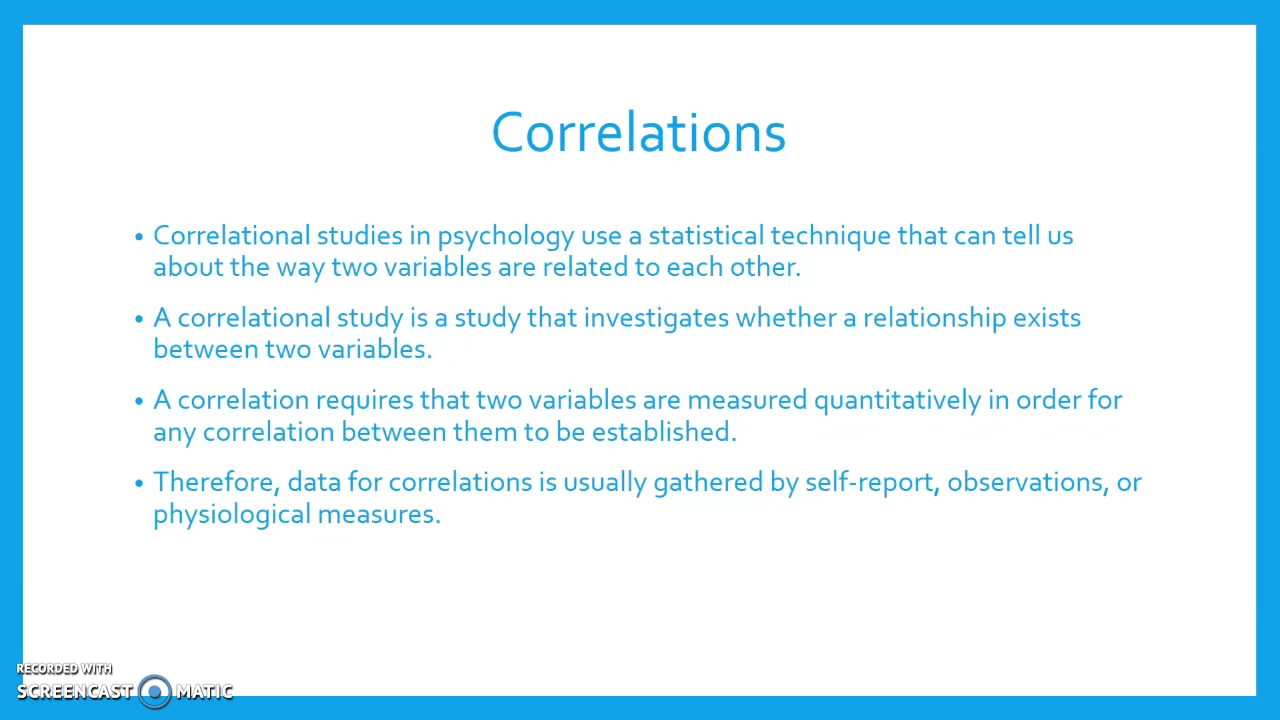 Correlations
• Correlational studies in psychology use a statistical technique that can tell us
about the way two variables are related to each other.
• A correlational study is a study that investigates whether a relationship exists
between two variables.
• A correlation requires that two variables are measured quantitatively in order for
any correlation between them to be established.
• Therefore, data for correlations is usually gathered by self-report, observations, or
physiological measures.
RECORDED WITH
SCREENCAST MATIC